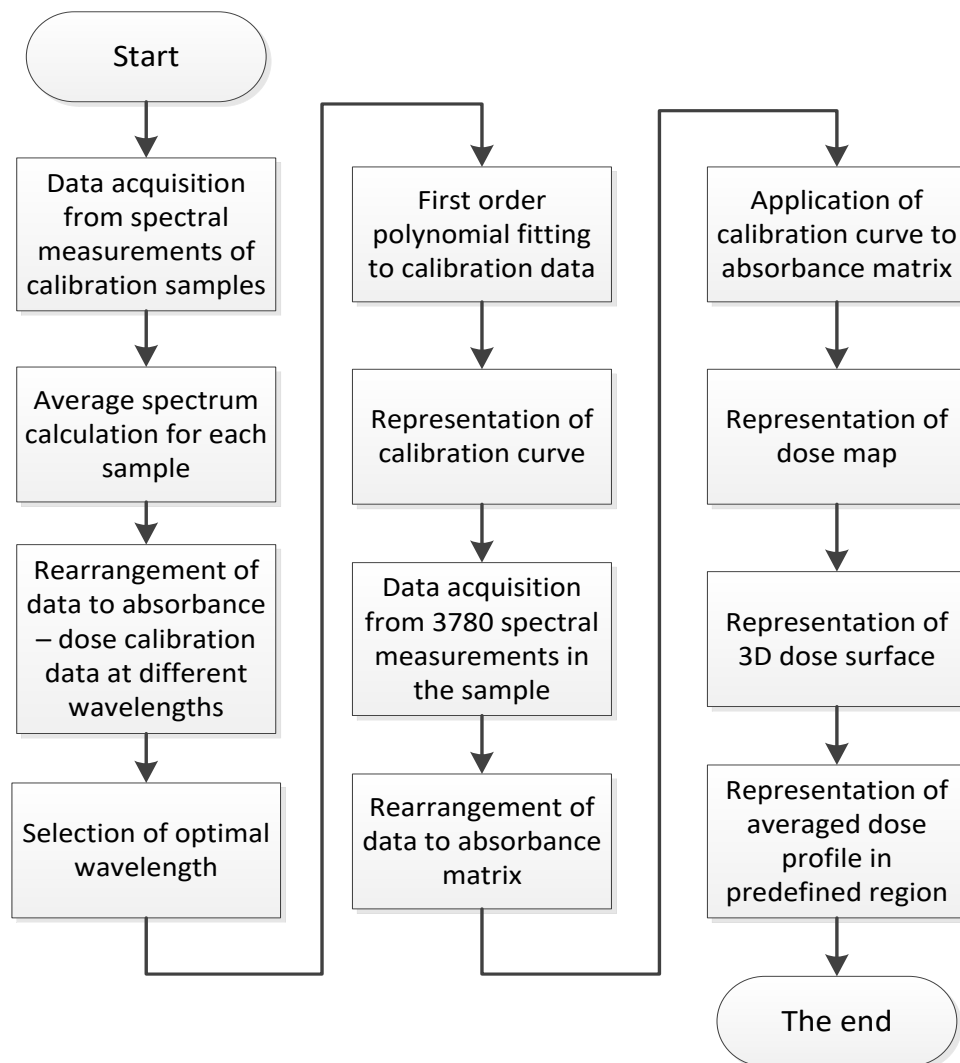 Start
Data acquisition
from spectral
measurements of
calibration samples
Average spectrum
calculation for each
sample
Rearrangement of
data to absorbance
– dose calibration
data at different
wavelengths
Selection of optimal
wavelength
First order
polynomial fitting
to calibration data
Representation of
calibration curve
Data acquisition
from 3780 spectral
measurements in
the sample
Rearrangement of
data to absorbance
matrix
Application of
calibration curve to
absorbance matrix
Representation of
dose map
Representation of
3D dose surface
Representation of
averaged dose
profile in
predefined region
The end